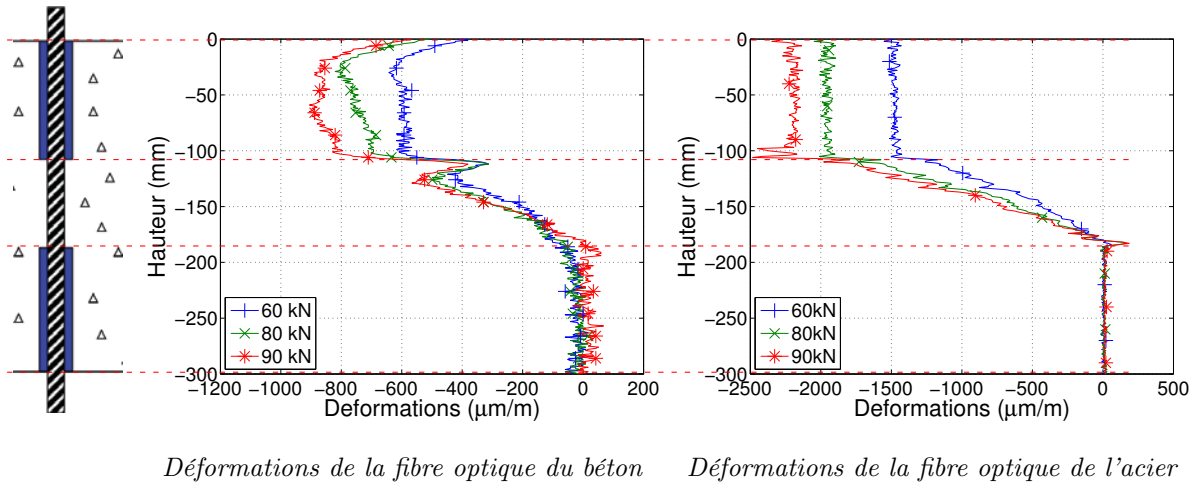 0
−50
−100
−150
−200
−250
−300
Hauteur (mm)
60 kN
80 kN
90 kN
−1200 −1000 −800 −600 −400 −200 0 200
Deformations (µm/m)
0
−50
−100
−150
−200
−250
−300
Hauteur (mm)
60kN
80kN
90kN
−2500 −2000 −1500 −1000 −500 0 500
Deformations (µm/m)
Déformations de la fibre optique du béton
Déformations de la fibre optique de l'acier